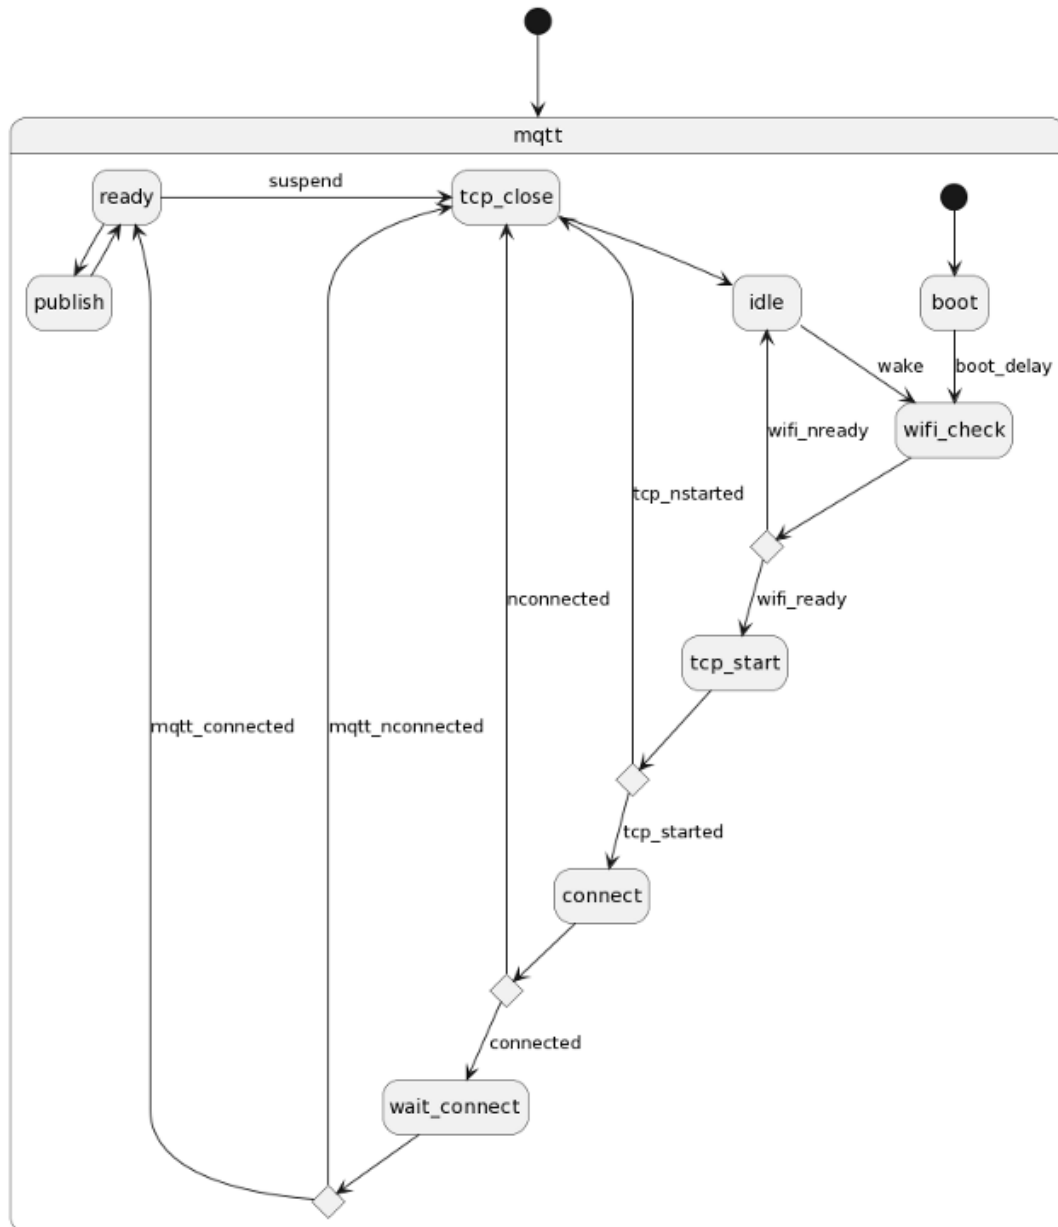 mqtt
suspend
ready
tcp_close
publish
idle
boot
wake
boot_delay
wifi_nready
wifi_check
tcp_nstarted
nconnected
wifi_ready
tcp_start
mqtt_connected
mqtt_nconnected
tcp_started
connect
connected
wait_connect